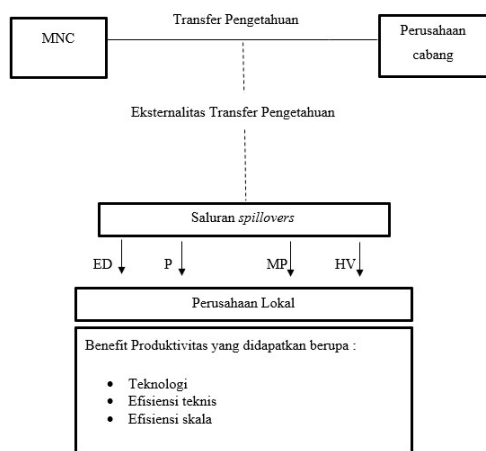 Transfer Pengetahuan
MNC
Perusahaan
cabang
Eksternalitas Transfer Pengetahuan
Saluran spillovers
ED P MP HV
Perusahaan Lokal
Benefit Produktivitas yang didapatkan berupa :
• Teknologi
• Efisiensi teknis
• Efisiensi skala